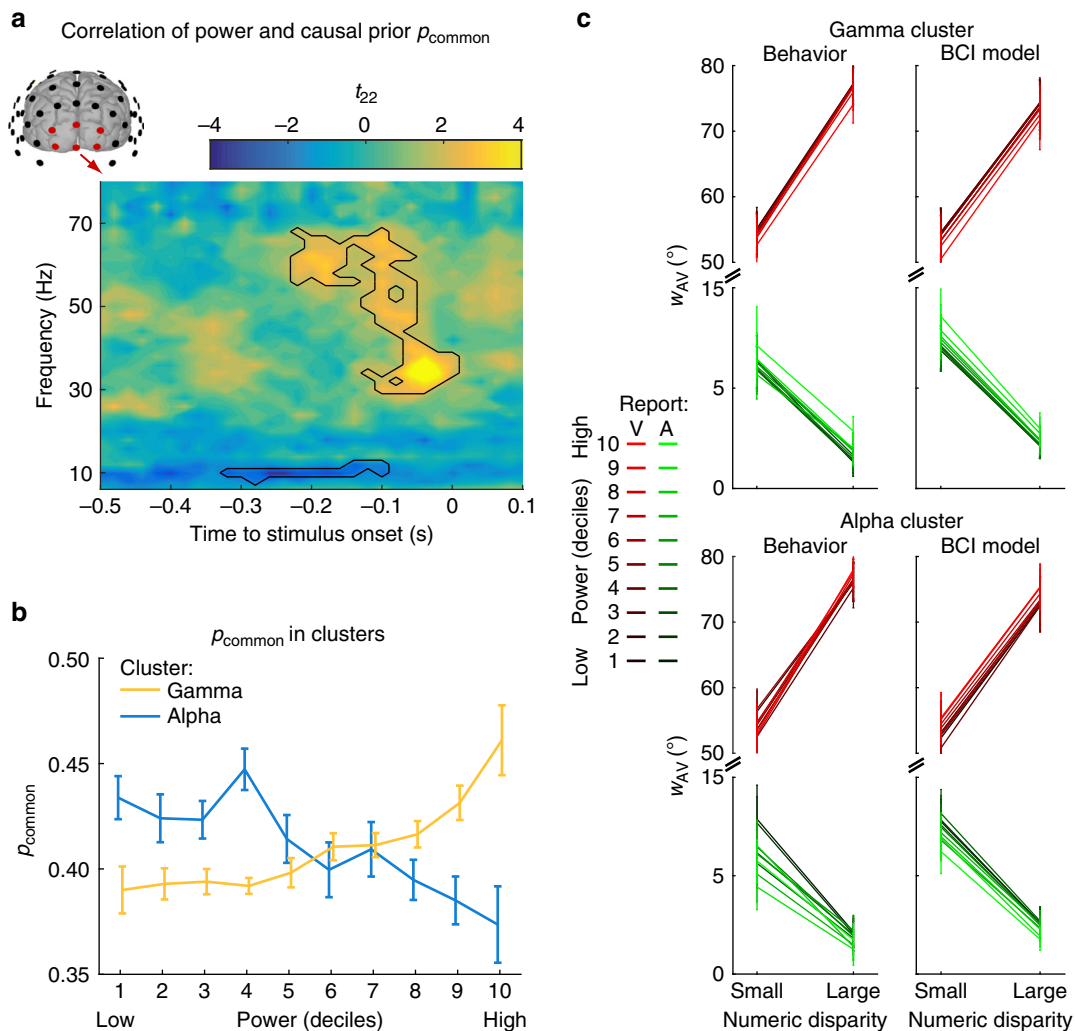 a
Correlation of power and causal prior p_common
t_22
−4 −2 0 2 4
70
50
30
10
Frequency (Hz)
−0.5 −0.4 −0.3 −0.2 −0.1 0 0.1
Time to stimulus onset (s)
b
p_common in clusters
Cluster:
Gamma
Alpha
0.50
0.45
0.40
0.35
p_common
1 2 3 4 5 6 7 8 9 10
Low Power (deciles) High
c
Gamma cluster
Behavior BCI model
80
70
60
50
15
5
0
w_AV (°)
Report:
V A
10
9
8
7
6
5
4
3
2
1
Low Power (deciles) High
Alpha cluster
Behavior BCI model
80
70
60
50
15
5
0
w_AV (°)
Small Large Small Large
Numeric disparity Numeric disparity